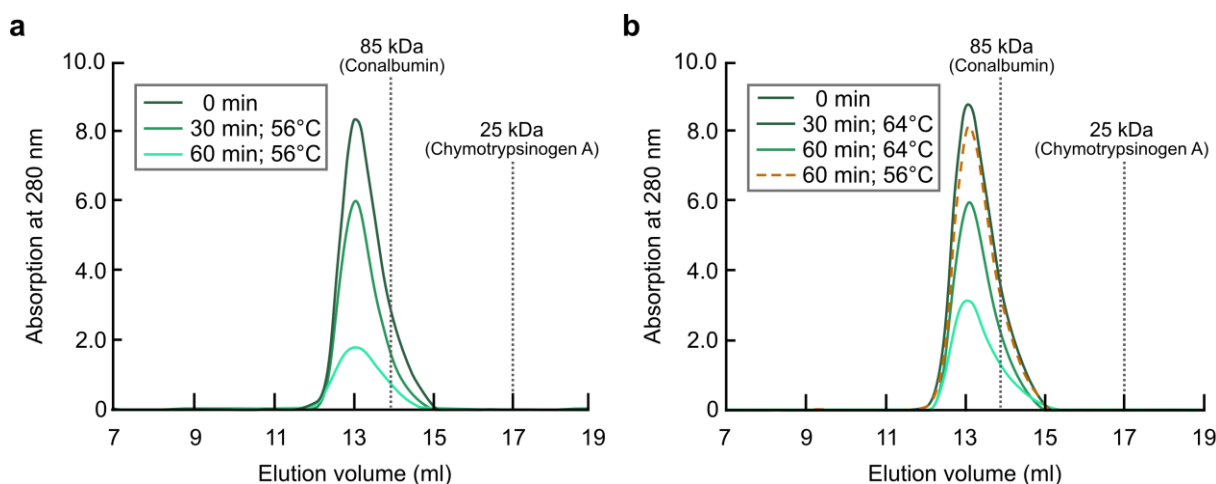 a
85 kDa
(Conalbumin)
10.0
0 min
30 min; 56°C
60 min; 56°C
25 kDa
(Chymotrypsinogen A)
8.0
6.0
4.0
2.0
0
Absorption at 280 nm
7 9 11 13 15 17 19
Elution volume (ml)
b
85 kDa
(Conalbumin)
10.0
0 min
30 min; 64°C
60 min; 64°C
60 min; 56°C
25 kDa
(Chymotrypsinogen A)
8.0
6.0
4.0
2.0
0
Absorption at 280 nm
7 9 11 13 15 17 19
Elution volume (ml)